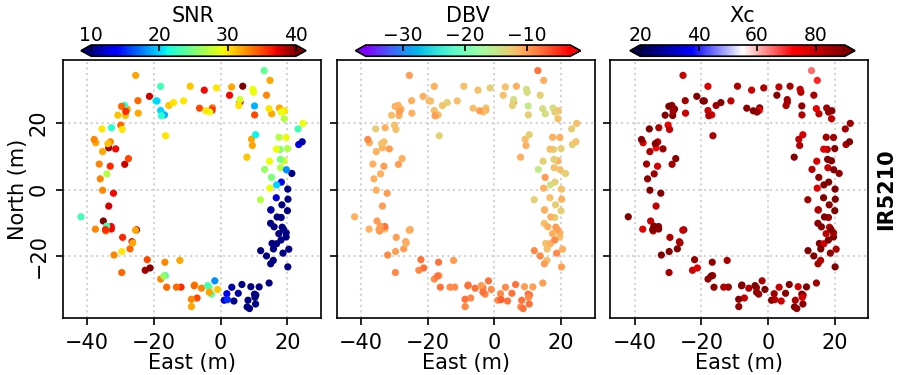 SNR DBV Xc
10 20 30 40 −30 −20 −10 20 40 60 80
20
0
−20
North (m)
IR5210
−40 −20 0 20 −40 −20 0 20 −40 −20 0 20
East (m) East (m) East (m)